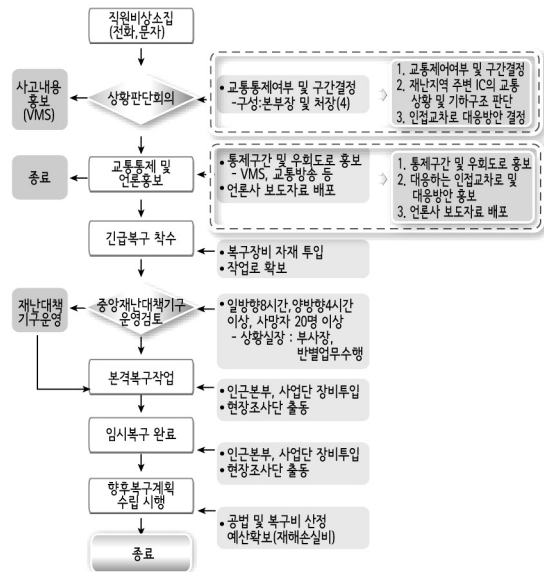 직원비상소집
(전화,문자)
사고내용
홍보
(VMS)
상황판단회의
• 교통통제여부 및 구간결정
-구성:본부장 및 처장(4)
1. 교통제어여부 및 구간결정
2. 재난지역 주변 IC의 교통
상황 및 기하구조 판단
3. 인접교차로 대응방안 결정
종료
교통통제 및
언론홍보
• 통제구간 및 우회도로 홍보
- VMS, 교통방송 등
• 언론사 보도자료 배포
1. 통제구간 및 우회도로 홍보
2. 대응하는 인접교차로 및
대응방안 홍보
3. 언론사 보도자료 배포
긴급복구 착수
• 복구장비 자재 투입
• 작업로 확보
재난대책
기구운영
중앙재난대책기구
운영검토
• 일방향8시간,양방향4시간
이상, 사망자 20명 이상
- 상황실장 : 부사장,
반별업무수행
본격복구작업
• 인근본부, 사업단 장비투입
• 현장조사단 출동
임시복구 완료
• 인근본부, 사업단 장비투입
• 현장조사단 출동
향후복구계획
수립 시행
• 공법 및 복구비 산정
예산확보(재해손실비)
종료